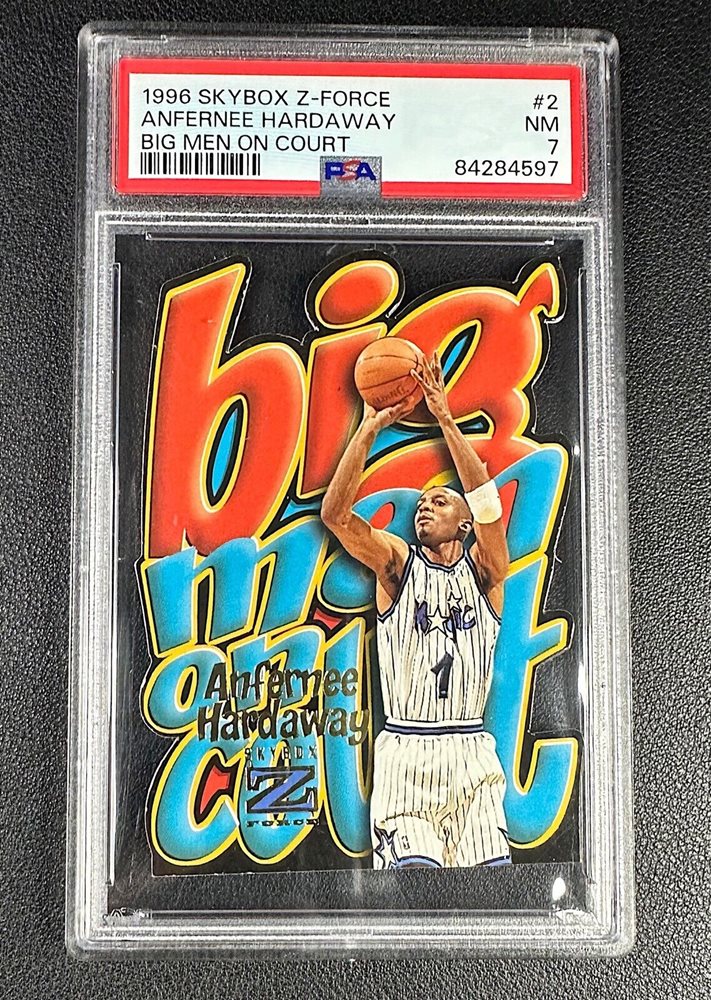 1996 SKYBOX Z-FORCE #2
ANFERNEE HARDAWAY NM
BIG MEN ON COURT 7
PSA 84284597
big
men
on
court
MAGIC
1
Anfernee
Hardaway
SKYBOX
Z
FORCE